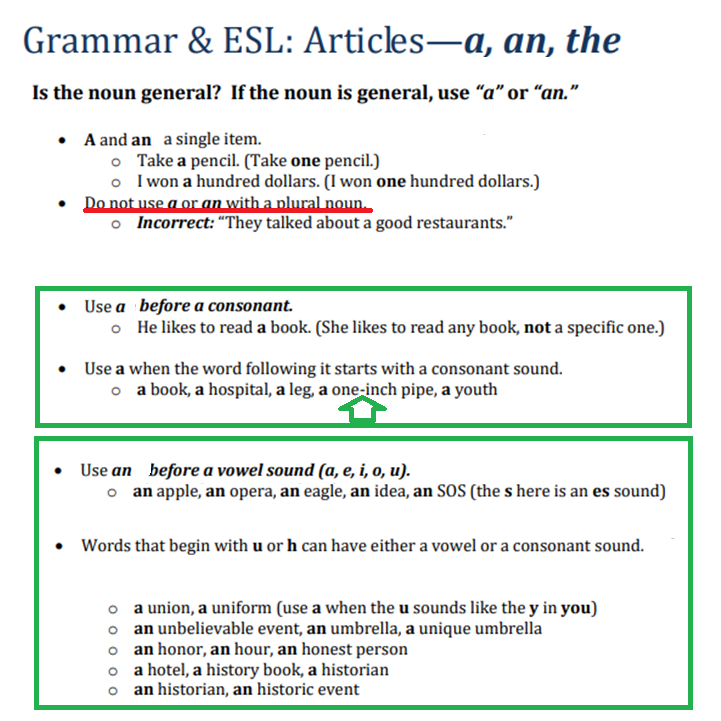 Grammar & ESL: Articles—a, an, the
Is the noun general? If the noun is general, use “a” or “an.”
• A and an a single item.
o Take a pencil. (Take one pencil.)
o I won a hundred dollars. (I won one hundred dollars.)
• Do not use a or an with a plural noun.
o Incorrect: “They talked about a good restaurants.”
• Use a before a consonant.
o He likes to read a book. (She likes to read any book, not a specific one.)
• Use a when the word following it starts with a consonant sound.
o a book, a hospital, a leg, a one-inch pipe, a youth
• Use an before a vowel sound (a, e, i, o, u).
o an apple, an opera, an eagle, an idea, an SOS (the s here is an es sound)
• Words that begin with u or h can have either a vowel or a consonant sound.
o a union, a uniform (use a when the u sounds like the y in you)
o an unbelievable event, an umbrella, a unique umbrella
o an honor, an hour, an honest person
o a hotel, a history book, a historian
o an historian, an historic event